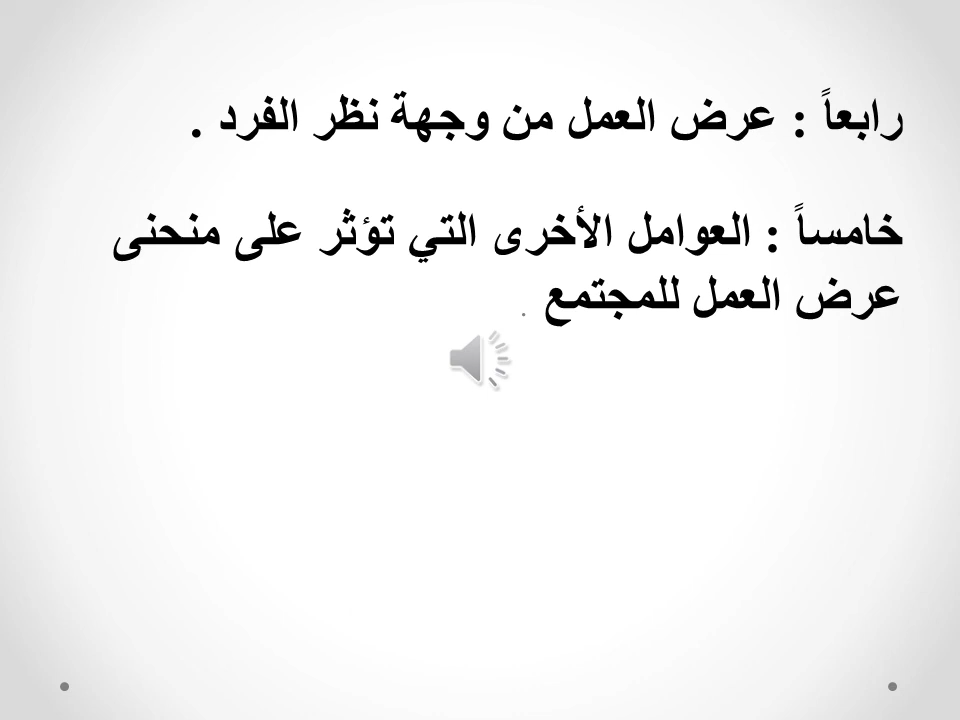 رابعاً : عرض العمل من وجهة نظر الفرد .
خامساً : العوامل الأخرى التي تؤثر على منحنى
عرض العمل للمجتمع .